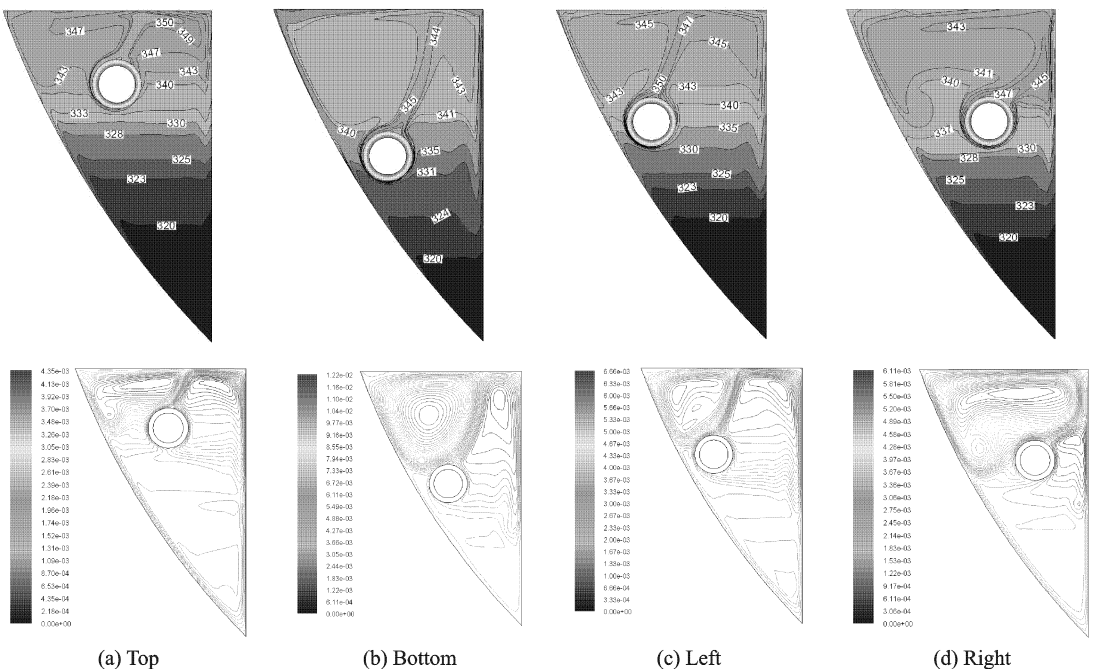 347
350
349
347
343
343
340
333
330
328
325
323
320
344
345
343
341
340
335
331
324
320
345
347
345
350
343
343
340
335
330
325
323
320
343
341
340
345
347
337
330
328
325
323
320
4.35e-03
4.13e-03
3.92e-03
3.70e-03
3.48e-03
3.26e-03
3.05e-03
2.83e-03
2.61e-03
2.39e-03
2.18e-03
1.96e-03
1.74e-03
1.52e-03
1.31e-03
1.09e-03
8.70e-04
6.53e-04
4.35e-04
2.18e-04
0.00e+00
1.22e-02
1.16e-02
1.10e-02
1.04e-02
9.77e-03
9.16e-03
8.55e-03
7.94e-03
7.33e-03
6.72e-03
6.11e-03
5.49e-03
4.88e-03
4.27e-03
3.66e-03
3.05e-03
2.44e-03
1.83e-03
1.22e-03
6.11e-04
0.00e+00
6.66e-03
6.33e-03
6.00e-03
5.66e-03
5.33e-03
5.00e-03
4.67e-03
4.33e-03
4.00e-03
3.67e-03
3.33e-03
3.00e-03
2.67e-03
2.33e-03
2.00e-03
1.67e-03
1.33e-03
1.00e-03
6.66e-04
3.33e-04
0.00e+00
6.11e-03
5.81e-03
5.50e-03
5.20e-03
4.89e-03
4.59e-03
4.28e-03
3.97e-03
3.67e-03
3.36e-03
3.06e-03
2.75e-03
2.45e-03
2.14e-03
1.83e-03
1.53e-03
1.22e-03
9.17e-04
6.11e-04
3.06e-04
0.00e+00
(a) Top
(b) Bottom
(c) Left
(d) Right